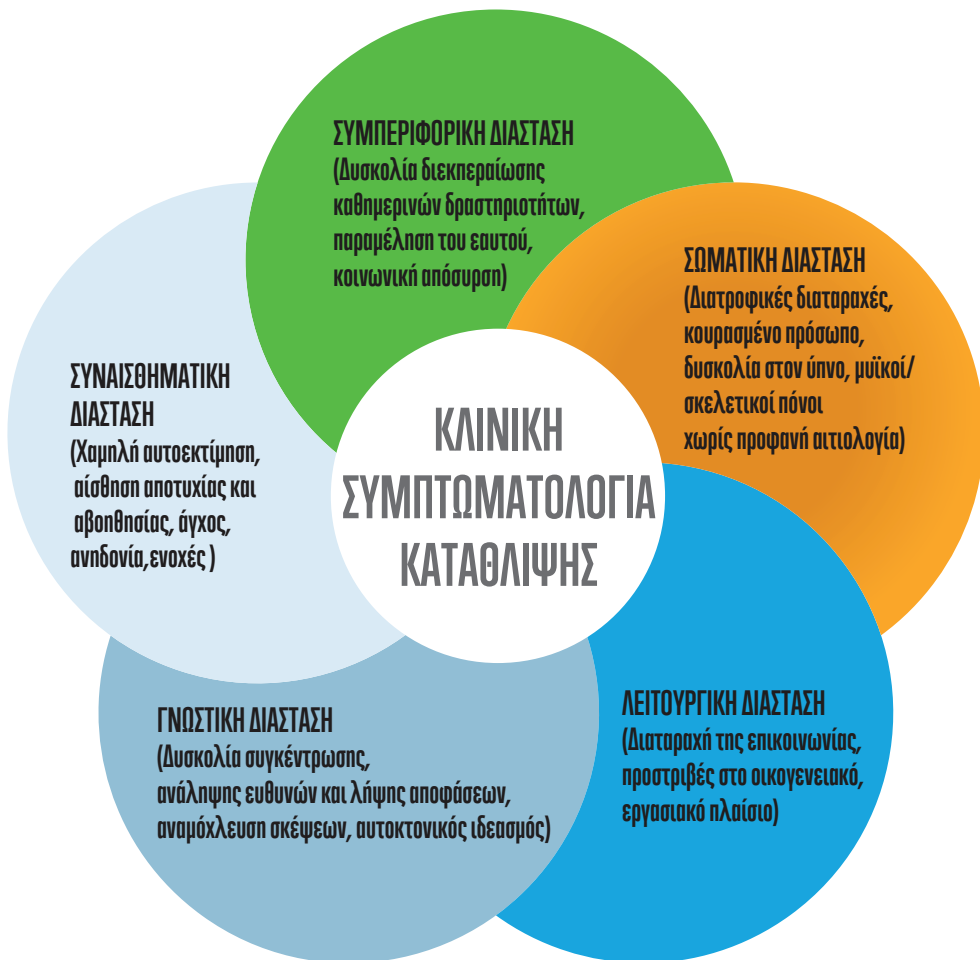 ΣΥΜΠΕΡΙΦΟΡΙΚΗ ΔΙΑΣΤΑΣΗ
(Δυσκολία διεκπεραίωσης
καθημερινών δραστηριοτήτων,
παραμέληση του εαυτού,
κοινωνική απόσυρση)
ΣΩΜΑΤΙΚΗ ΔΙΑΣΤΑΣΗ
(Διατροφικές διαταραχές,
κουρασμένο πρόσωπο,
δυσκολία στον ύπνο, μυϊκοί/
σκελετικοί πόνοι
χωρίς προφανή αιτιολογία)
ΣΥΝΑΙΣΘΗΜΑΤΙΚΗ
ΔΙΑΣΤΑΣΗ
(Χαμηλή αυτοεκτίμηση,
αίσθηση αποτυχίας και
αβοηθησίας, άγχος,
ανηδονία,ενοχές )
ΚΛΙΝΙΚΗ
ΣΥΜΠΤΩΜΑΤΟΛΟΓΙΑ
ΚΑΤΑΘΛΙΨΗΣ
ΓΝΩΣΤΙΚΗ ΔΙΑΣΤΑΣΗ
(Δυσκολία συγκέντρωσης,
ανάληψης ευθυνών και λήψης αποφάσεων,
αναμόχλευση σκέψεων, αυτοκτονικός ιδεασμός)
ΛΕΙΤΟΥΡΓΙΚΗ ΔΙΑΣΤΑΣΗ
(Διαταραχή της επικοινωνίας,
προστριβές στο οικογενειακό,
εργασιακό πλαίσιο)